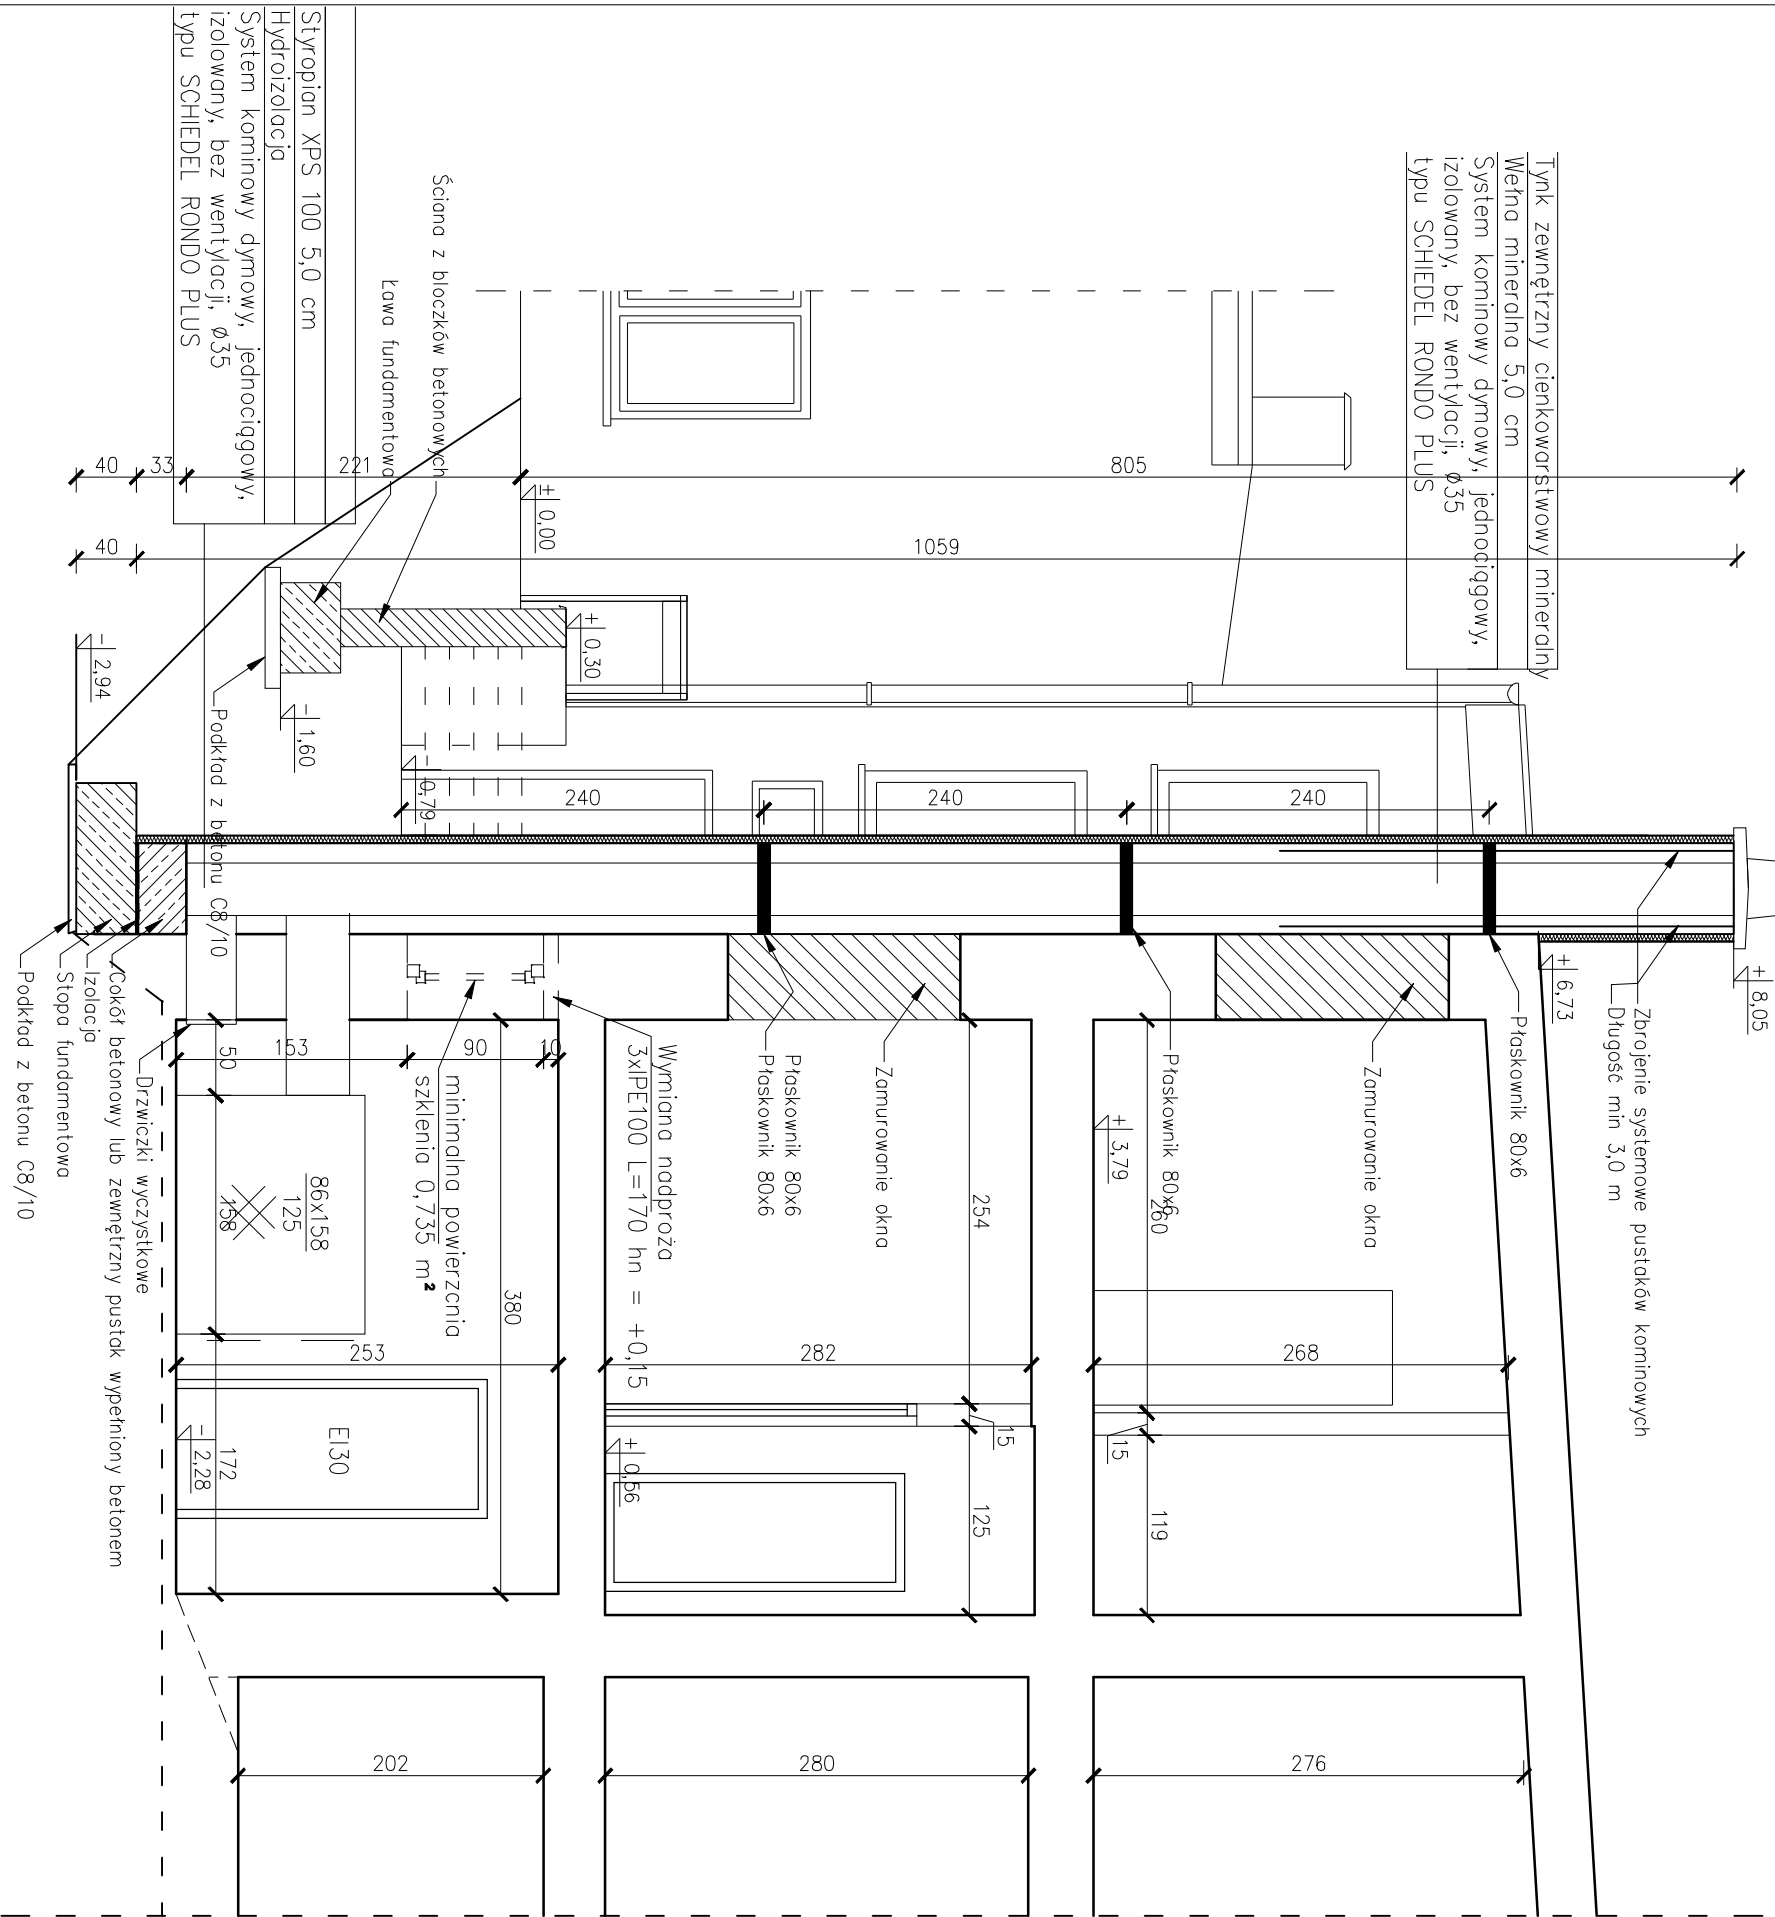 Tynk zewnętrzny cienkowarstwowy mineralny
Wełna mineralna 5,0 cm
System kominowy dymowy, jednociągowy,
izolowany, bez wentylacji, Ø35
typu SCHIEDEL RONDO PLUS
Styropian XPS 100 5,0 cm
Hydroizolacja
System kominowy dymowy, jednociągowy,
izolowany, bez wentylacji, Ø35
typu SCHIEDEL RONDO PLUS
Ściana z bloczków betonowych
Ława fundamentowa
40
33
221
805
40
1059
± 0,00
+ 0,30
- 2,94
- 1,60
- 0,79
Podkład z betonu C8/10
240
240
240
+ 8,05
+ 6,73
Zbrojenie systemowe pustaków kominowych
Długość min 3,0 m
Płaskownik 80x6
Zamurowanie okna
Płaskownik 80x6
+ 3,79
260
Zamurowanie okna
Płaskownik 80x6
Płaskownik 80x6
254
Wymiana nadproża
3xIPE100 L=170 hn = +0,15
minimalna powierzcnia
szklenia 0,735 m²
153
90
10
50
86x158
125
158
380
253
282
268
15
15
EI30
- 2,28
172
+ 0,56
125
119
Drzwiczki wyczystkowe
Cokół betonowy lub zewnętrzny pustak wypełniony betonem
Izolacja
Stopa fundamentowa
Podkład z betonu C8/10
202
280
276